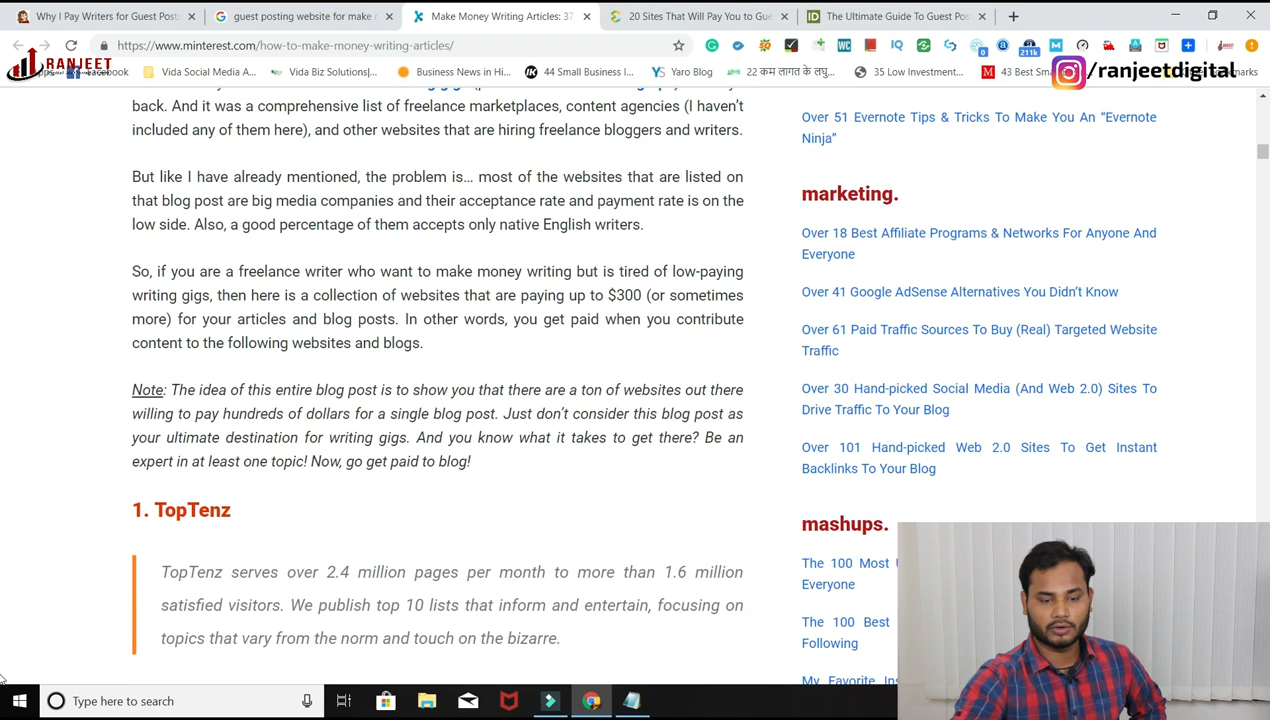 Why I Pay Writers for Guest Post
guest posting website for make m
Make Money Writing Articles: 37
20 Sites That Will Pay You to Gue
The Ultimate Guide To Guest Pos
https://www.minterest.com/how-to-make-money-writing-articles/
211k
RANJEET
/ranjeetdigital
Facebook
Vida Social Media A...
Vida Biz Solutions|...
Business News in Hi...
44 Small Business I...
Yaro Blog
22 कम लागत के लघु...
35 Low Investment...
43 Best Sm
okmarks
back. And it was a comprehensive list of freelance marketplaces, content agencies (I haven't
included any of them here), and other websites that are hiring freelance bloggers and writers.
But like I have already mentioned, the problem is... most of the websites that are listed on
that blog post are big media companies and their acceptance rate and payment rate is on the
low side. Also, a good percentage of them accepts only native English writers.
So, if you are a freelance writer who want to make money writing but is tired of low-paying
writing gigs, then here is a collection of websites that are paying up to $300 (or sometimes
more) for your articles and blog posts. In other words, you get paid when you contribute
content to the following websites and blogs.
Note: The idea of this entire blog post is to show you that there are a ton of websites out there
willing to pay hundreds of dollars for a single blog post. Just don't consider this blog post as
your ultimate destination for writing gigs. And you know what it takes to get there? Be an
expert in at least one topic! Now, go get paid to blog!
1. TopTenz
TopTenz serves over 2.4 million pages per month to more than 1.6 million
satisfied visitors. We publish top 10 lists that inform and entertain, focusing on
topics that vary from the norm and touch on the bizarre.
Over 51 Evernote Tips & Tricks To Make You An "Evernote
Ninja"
marketing.
Over 18 Best Affiliate Programs & Networks For Anyone And
Everyone
Over 41 Google AdSense Alternatives You Didn't Know
Over 61 Paid Traffic Sources To Buy (Real) Targeted Website
Traffic
Over 30 Hand-picked Social Media (And Web 2.0) Sites To
Drive Traffic To Your Blog
Over 101 Hand-picked Web 2.0 Sites To Get Instant
Backlinks To Your Blog
mashups.
The 100 Most
Everyone
The 100 Best
Following
My Favorite
Type here to search